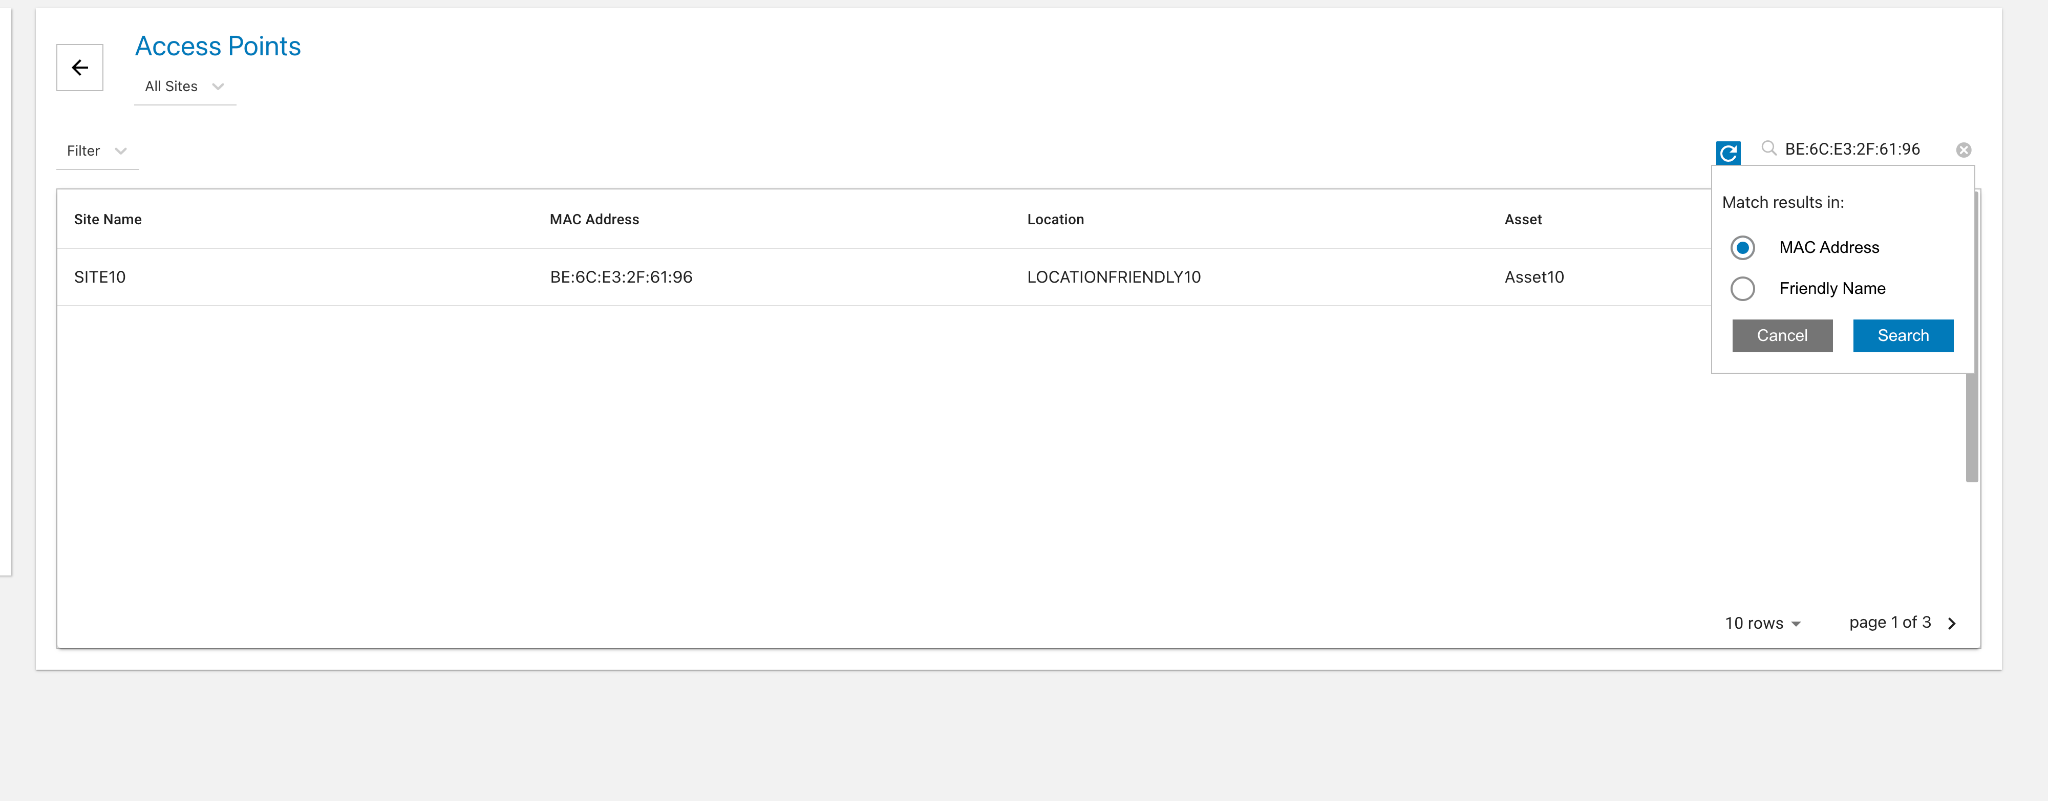 Access Points
All Sites
Filter
BE:6C:E3:2F:61:96
Match results in:
MAC Address
Friendly Name
Cancel Search
Site Name MAC Address Location Asset
SITE10 BE:6C:E3:2F:61:96 LOCATIONFRIENDLY10 Asset10
10 rows page 1 of 3